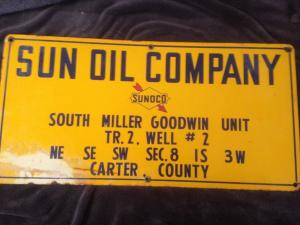 SUN OIL COMPANY
SUNOCO
SOUTH MILLER GOODWIN UNIT
TR. 2, WELL # 2
NE SE SW SEC. 8 1S 3W
CARTER COUNTY